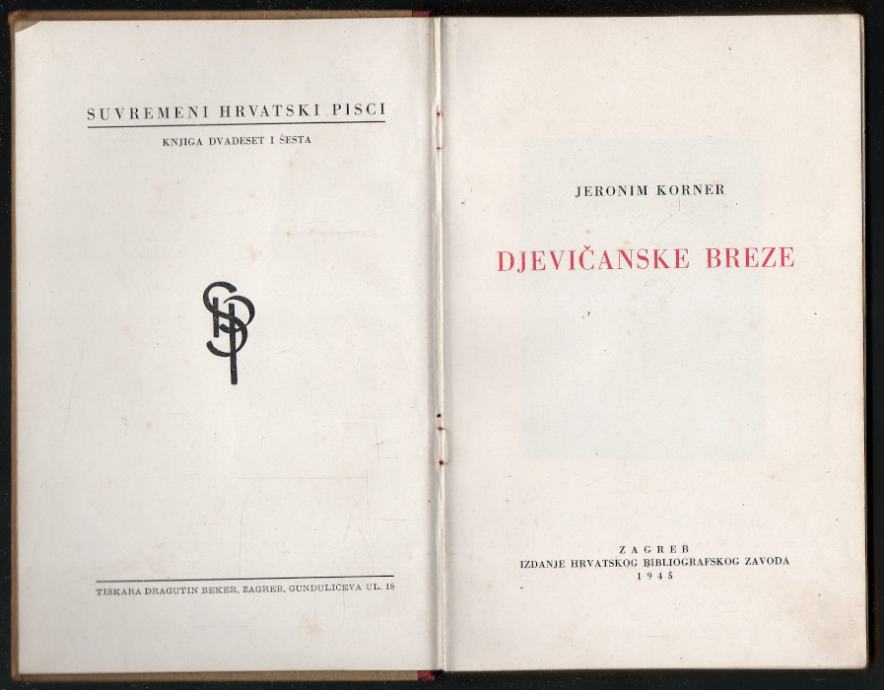 SUVREMENI HRVATSKI PISCI
KNJIGA DVADESET I ŠESTA
SHP
TISKARA DRAGUTIN BEKER, ZAGREB, GUNDULIĆEVA UL. 18
JERONIM KORNER
DJEVIČANSKE BREZE
ZAGREB
IZDANJE HRVATSKOG BIBLIOGRAFSKOG ZAVODA
1945